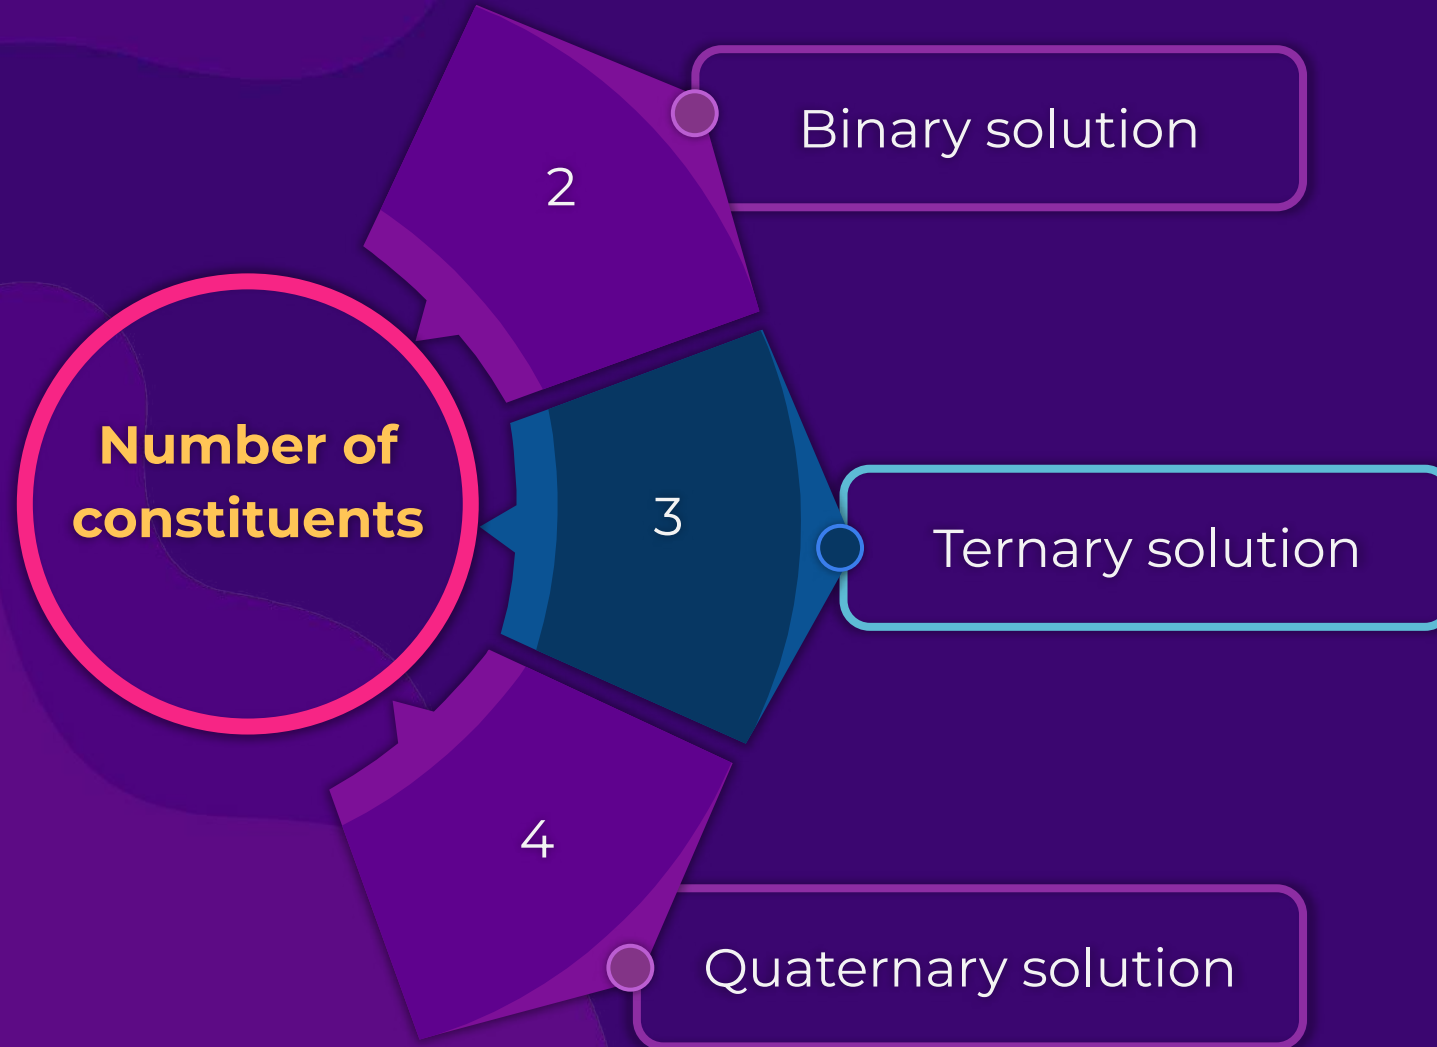 Number of
constituents
2
Binary solution
3
Ternary solution
4
Quaternary solution